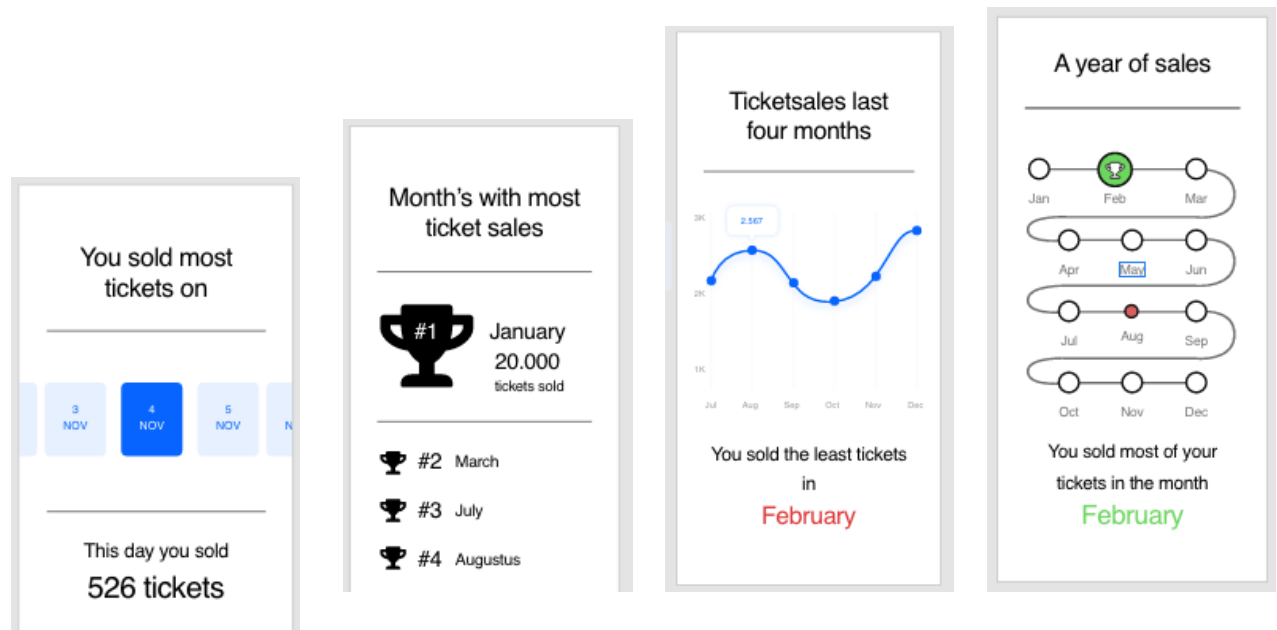 You sold most
tickets on
3
NOV
4
NOV
5
NOV
N
This day you sold
526 tickets
Month's with most
ticket sales
#1
January
20.000
tickets sold
#2 March
#3 July
#4 Augustus
Ticketsales last
four months
3K
2.567
2K
1K
Jul Aug Sep Oct Nov Dec
You sold the least tickets
in
February
A year of sales
Jan Feb Mar
Apr May Jun
Jul Aug Sep
Oct Nov Dec
You sold most of your
tickets in the month
February